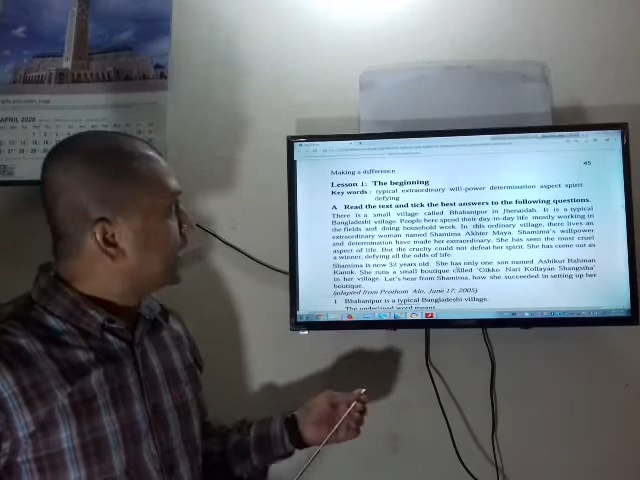 APRIL 2020
45
Making a difference
Lesson 1: The beginning
Key words : typical extraordinary will-power determination aspect spirit
defying
A Read the text and tick the best answers to the following questions.
There is a small village called Bhabanipur in Jhenaidah. It is a typical
Bangladeshi village. People here spend their day-to-day life mostly working in
the fields and doing household work. In this ordinary village, there lives an
extraordinary woman named Shamima Akhter Maya. Shamima's willpower
and determination have made her extraordinary. She has seen the most cruel
aspect of life. But the cruelty could not defeat her spirit. She has come out as
a winner, defying all the odds of life.
Shamima is now 32 years old. She has only one son named Ashikur Rahman
Kanok. She runs a small boutique called 'Oikko. Nari Kollayan Shangstha'
in her village. Let's hear from Shamima, how she succeeded in setting up her
boutique.
(adapted from Prothom Alo, June 17, 2005)
1 Bhabanipur is a typical Bangladeshi village.
The underlined word means